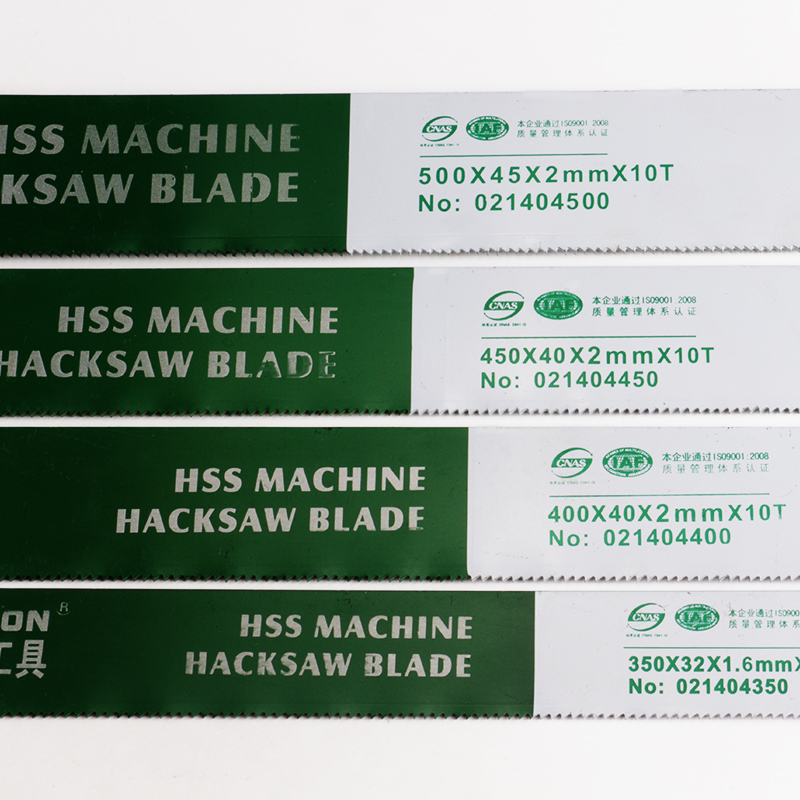 HSS MACHINE
HACKSAW BLADE
CNAS
IAF
本企业通过ISO9001:2008
质量管理体系认证
500X45X2mmX10T
No: 021404500
HSS MACHINE
HACKSAW BLADE
CNAS
IAF
本企业通过ISO9001:2008
质量管理体系认证
450X40X2mmX10T
No: 021404450
HSS MACHINE
HACKSAW BLADE
CNAS
IAF
本企业通过ISO9001:2008
质量管理体系认证
400X40X2mmX10T
No: 021404400
ON®
工具
HSS MACHINE
HACKSAW BLADE
CNAS
IAF
本企业通过ISO9001
质量管理体系
350X32X1.6mmX
No: 021404350